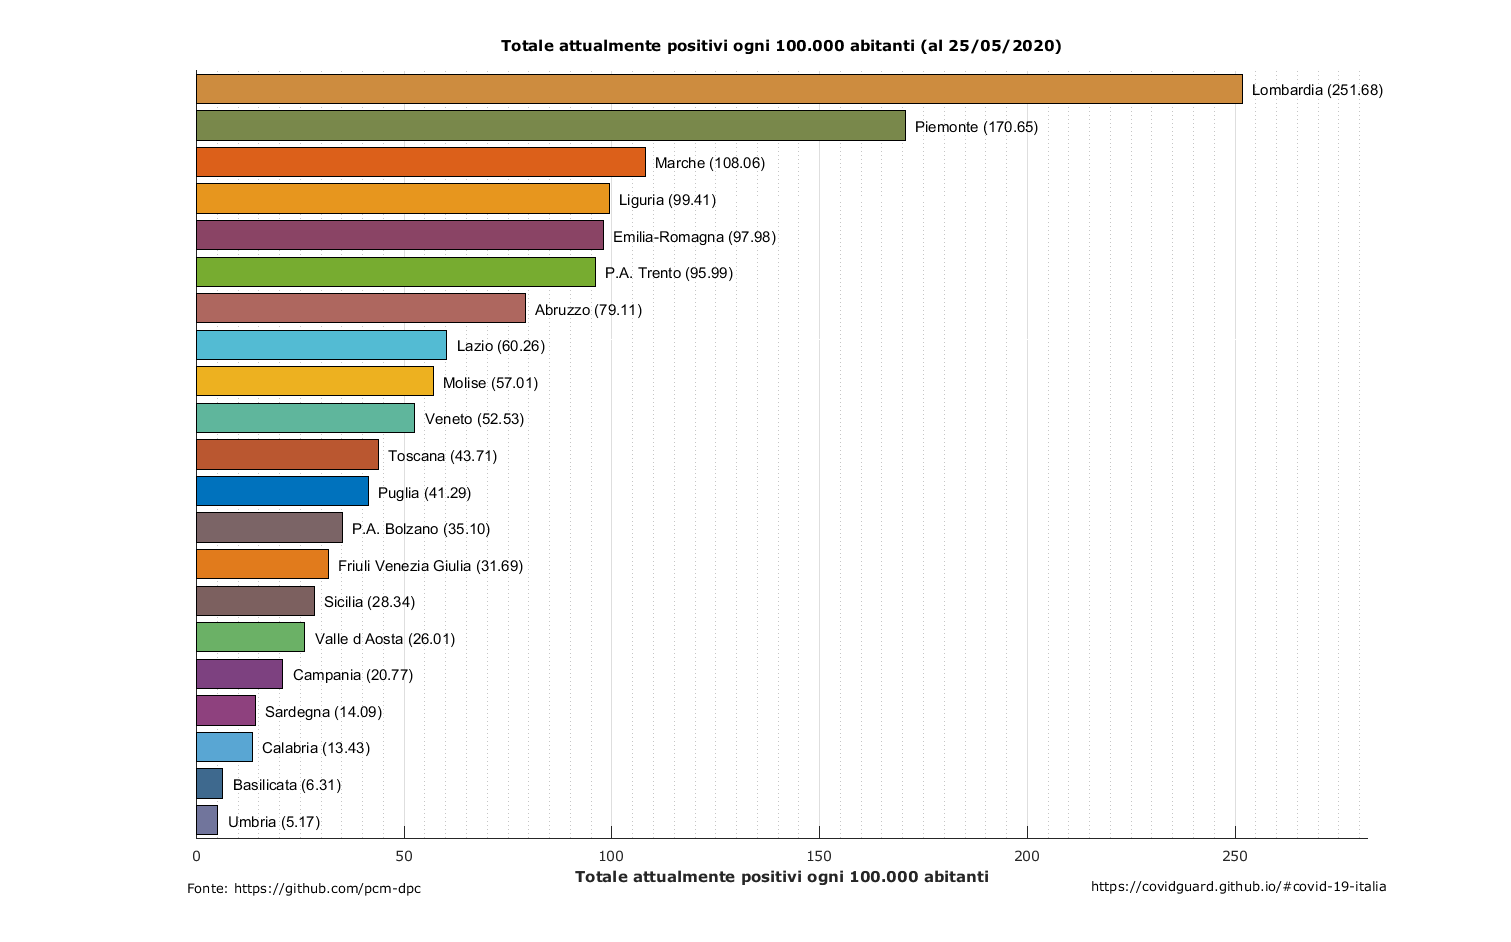 Totale attualmente positivi ogni 100.000 abitanti (al 25/05/2020)
Lombardia (251.68)
Piemonte (170.65)
Marche (108.06)
Liguria (99.41)
Emilia-Romagna (97.98)
P.A. Trento (95.99)
Abruzzo (79.11)
Lazio (60.26)
Molise (57.01)
Veneto (52.53)
Toscana (43.71)
Puglia (41.29)
P.A. Bolzano (35.10)
Friuli Venezia Giulia (31.69)
Sicilia (28.34)
Valle d Aosta (26.01)
Campania (20.77)
Sardegna (14.09)
Calabria (13.43)
Basilicata (6.31)
Umbria (5.17)
0 50 100 150 200 250
Totale attualmente positivi ogni 100.000 abitanti
Fonte: https://github.com/pcm-dpc
https://covidguard.github.io/#covid-19-italia